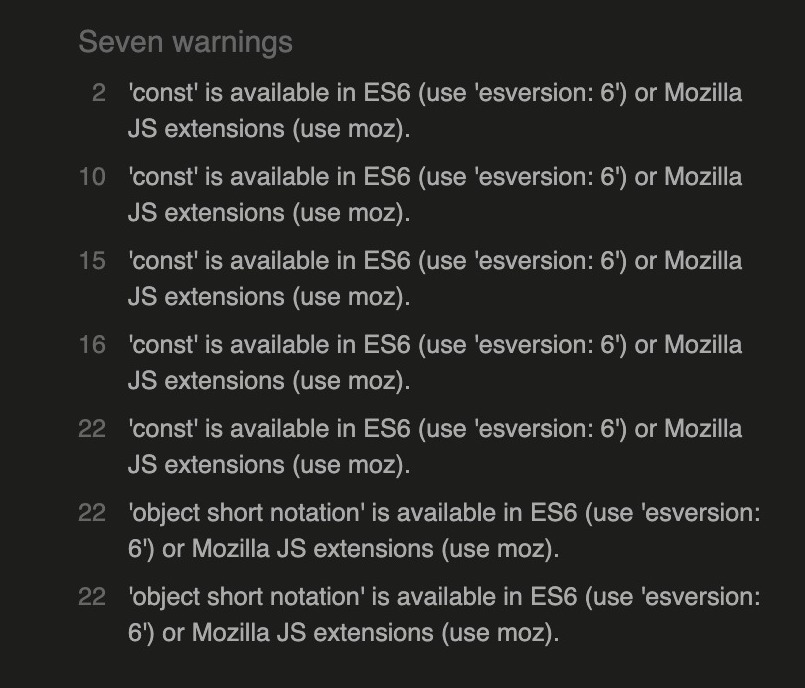 Seven warnings
2 'const' is available in ES6 (use 'esversion: 6') or Mozilla
JS extensions (use moz).
10 'const' is available in ES6 (use 'esversion: 6') or Mozilla
JS extensions (use moz).
15 'const' is available in ES6 (use 'esversion: 6') or Mozilla
JS extensions (use moz).
16 'const' is available in ES6 (use 'esversion: 6') or Mozilla
JS extensions (use moz).
22 'const' is available in ES6 (use 'esversion: 6') or Mozilla
JS extensions (use moz).
22 'object short notation' is available in ES6 (use 'esversion:
6') or Mozilla JS extensions (use moz).
22 'object short notation' is available in ES6 (use 'esversion:
6') or Mozilla JS extensions (use moz).